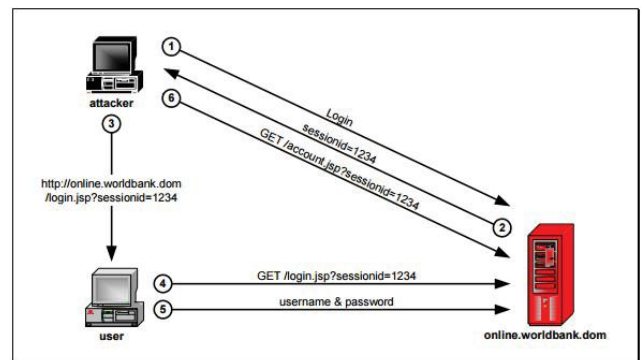 1
6
attacker
3
Login
sessionid=1234
GET /account.jsp?sessionid=1234
http://online.worldbank.dom
/login.jsp?sessionid=1234
2
4
GET /login.jsp?sessionid=1234
5
username & password
user
online.worldbank.dom